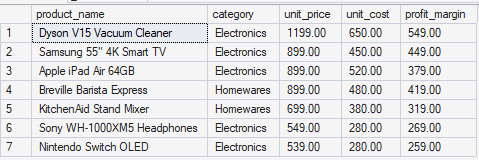 product_name category unit_price unit_cost profit_margin
1 Dyson V15 Vacuum Cleaner Electronics 1199.00 650.00 549.00
2 Samsung 55" 4K Smart TV Electronics 899.00 450.00 449.00
3 Apple iPad Air 64GB Electronics 899.00 520.00 379.00
4 Breville Barista Express Homewares 899.00 480.00 419.00
5 KitchenAid Stand Mixer Homewares 699.00 380.00 319.00
6 Sony WH-1000XM5 Headphones Electronics 549.00 280.00 269.00
7 Nintendo Switch OLED Electronics 539.00 280.00 259.00